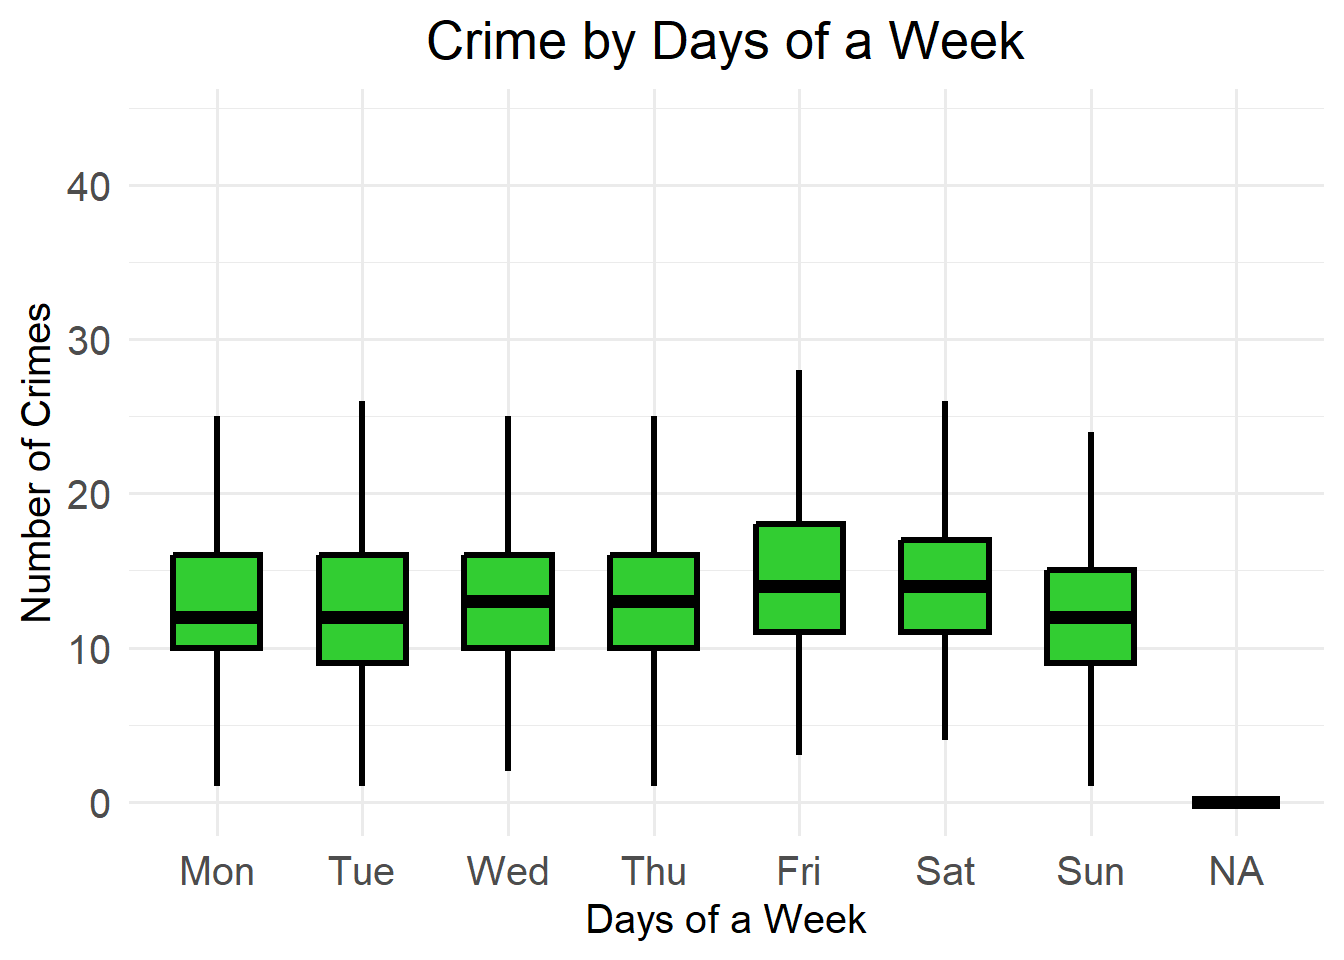 Crime by Days of a Week
Number of Crimes
40
30
20
10
0
Mon Tue Wed Thu Fri Sat Sun NA
Days of a Week